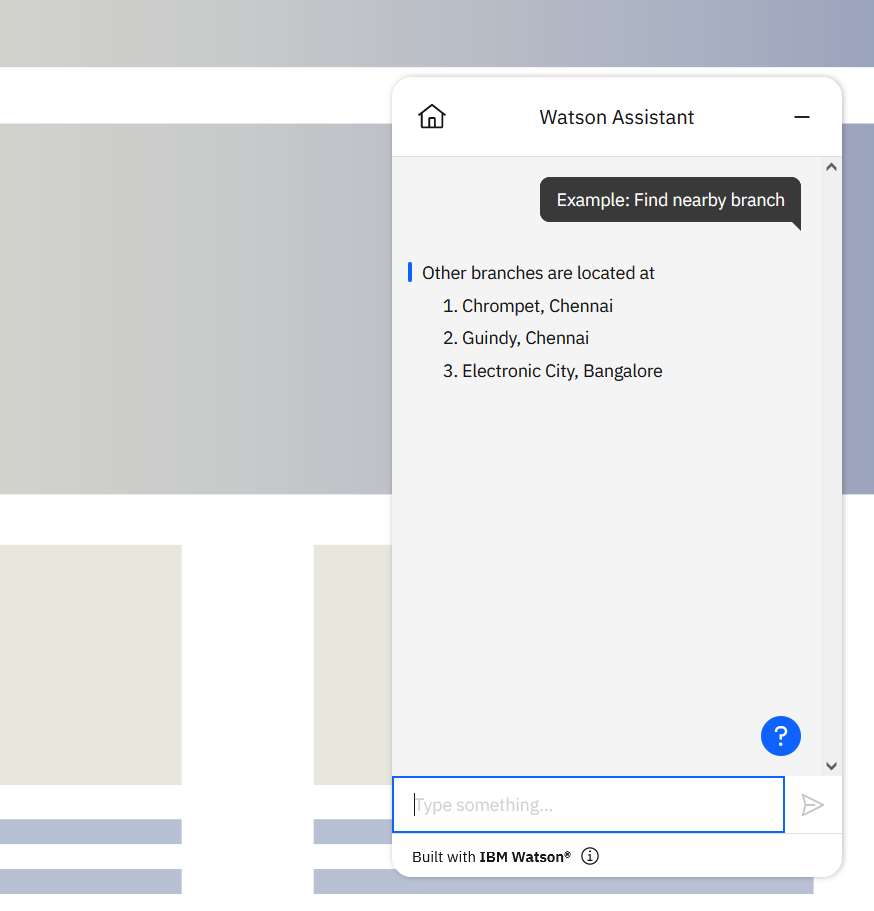 Watson Assistant
Example: Find nearby branch
Other branches are located at
1. Chrompet, Chennai
2. Guindy, Chennai
3. Electronic City, Bangalore
?
Type something...
Built with IBM Watson®